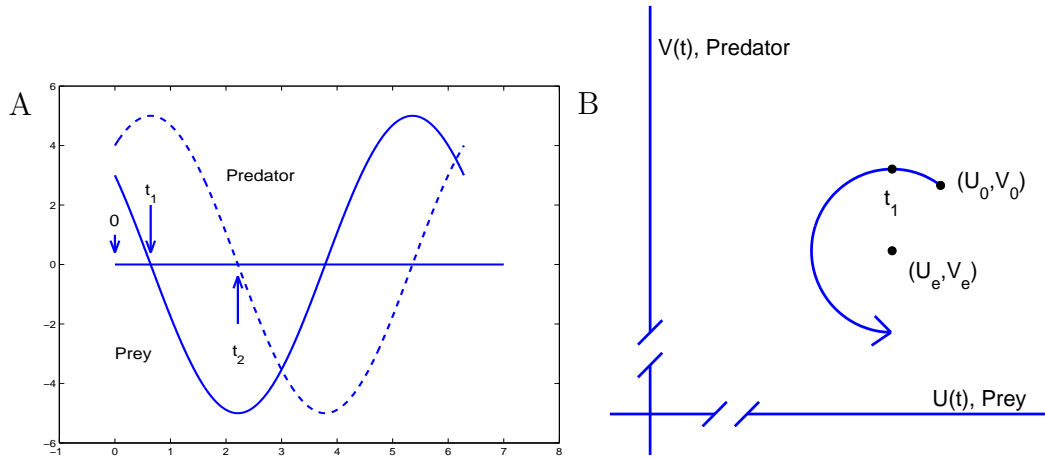 A
6
4
2
0
−2
−4
−6
−1
0
1
2
3
4
5
6
7
8
0
t1
Predator
Prey
t2
B
V(t), Predator
(U0,V0)
t1
(Ue,Ve)
U(t), Prey